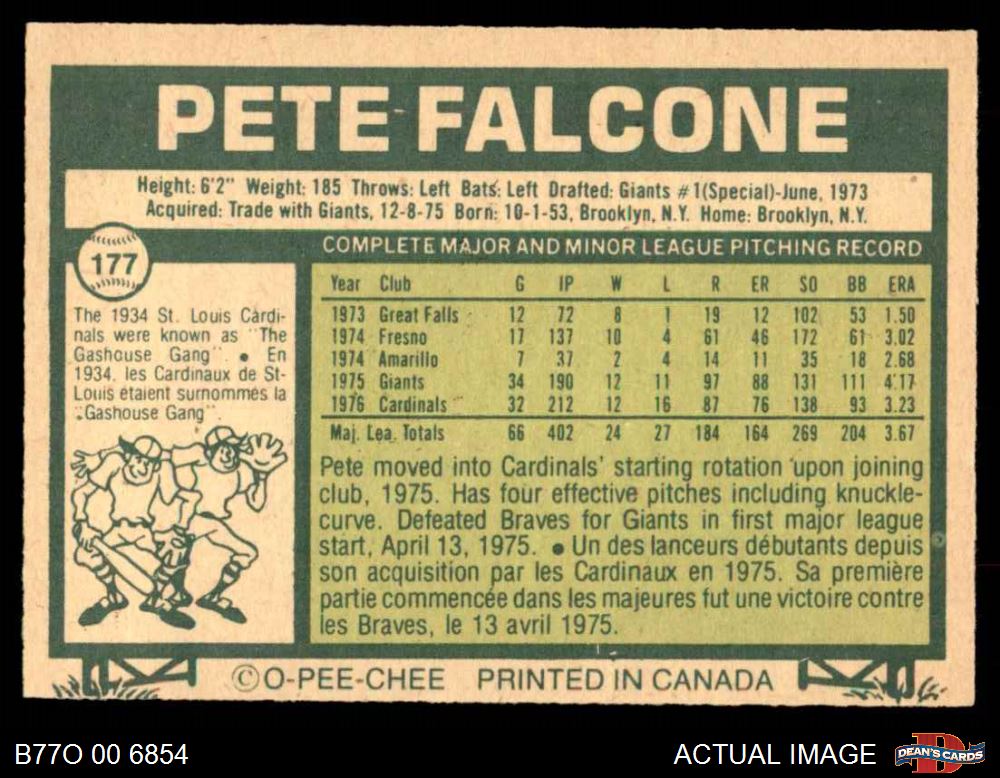 PETE FALCONE
Height: 6'2" Weight: 185 Throws: Left Bats: Left Drafted: Giants #1(Special)-June, 1973
Acquired: Trade with Giants, 12-8-75 Born: 10-1-53, Brooklyn, N.Y. Home: Brooklyn, N.Y.
177
The 1934 St. Louis Cardi-
nals were known as "The
Gashouse Gang". ● En
1934, les Cardinaux de St-
Louis étaient surnommés la
"Gashouse Gang".
COMPLETE MAJOR AND MINOR LEAGUE PITCHING RECORD
Year Club G IP W L R ER SO BB ERA
1973 Great Falls 12 72 8 1 19 12 102 53 1.50
1974 Fresno 17 137 10 4 61 46 172 61 3.02
1974 Amarillo 7 37 2 4 14 11 35 18 2.68
1975 Giants 34 190 12 11 97 88 131 111 4.17
1976 Cardinals 32 212 12 16 87 76 138 93 3.23
Maj. Lea. Totals 66 402 24 27 184 164 269 204 3.67
Pete moved into Cardinals' starting rotation upon joining
club, 1975. Has four effective pitches including knuckle-
curve. Defeated Braves for Giants in first major league
start, April 13, 1975. ● Un des lanceurs débutants depuis
son acquisition par les Cardinaux en 1975. Sa première
partie commencée dans les majeures fut une victoire contre
les Braves, le 13 avril 1975.
©O-PEE-CHEE PRINTED IN CANADA
B77O 00 6854
ACTUAL IMAGE
DEAN'S CARDS